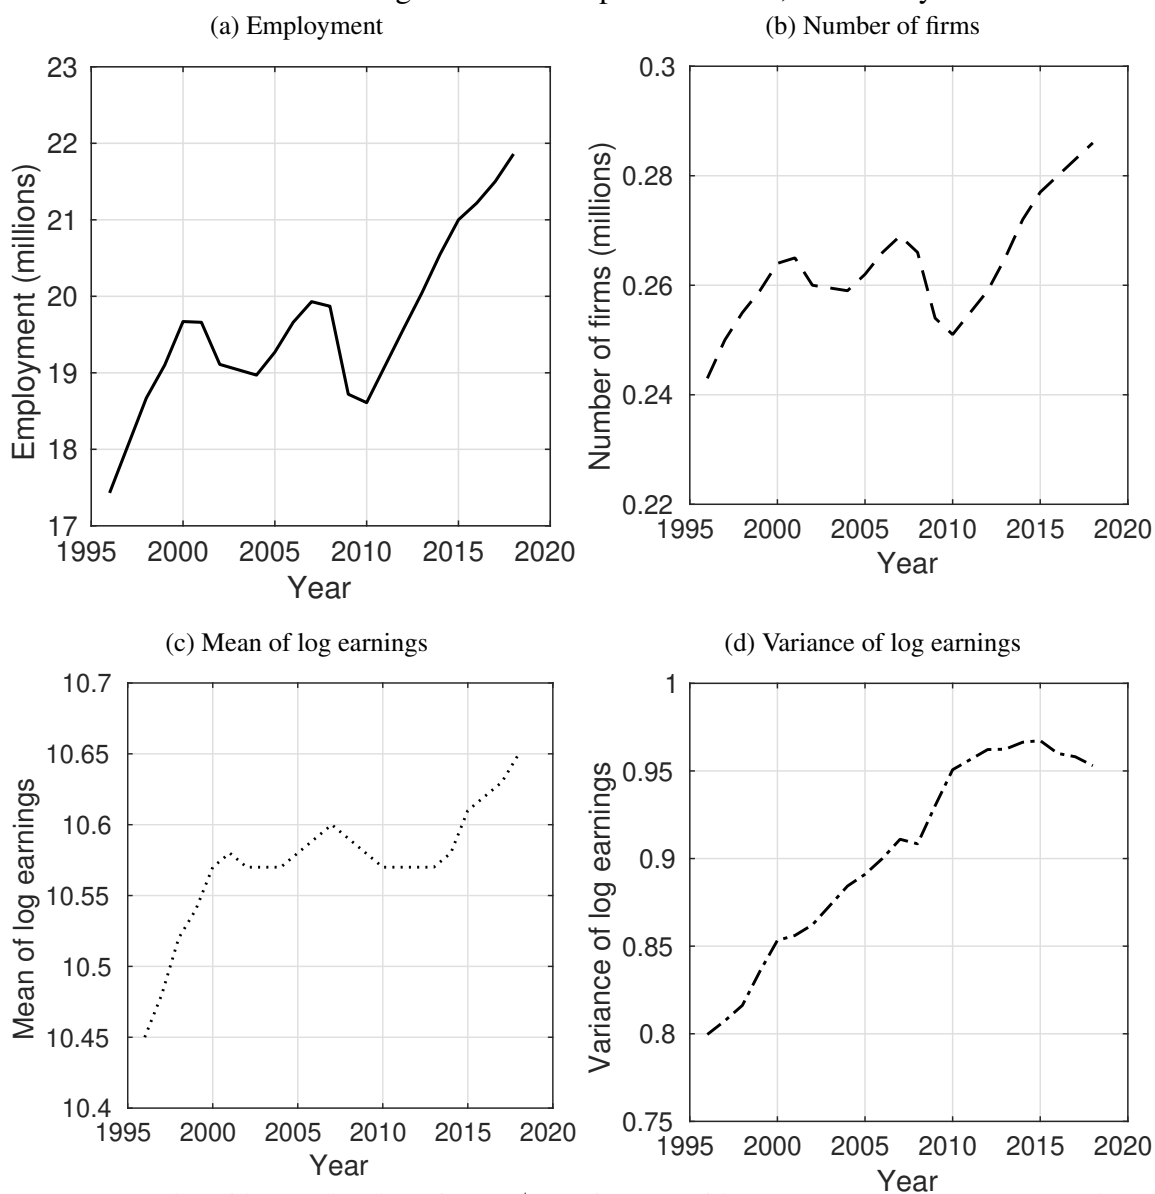 (a) Employment
23
22
21
20
19
18
17
1995 2000 2005 2010 2015 2020
Employment (millions)
Year
(b) Number of firms
0.3
0.28
0.26
0.24
0.22
1995 2000 2005 2010 2015 2020
Number of firms (millions)
Year
(c) Mean of log earnings
10.7
10.65
10.6
10.55
10.5
10.45
10.4
1995 2000 2005 2010 2015 2020
Mean of log earnings
Year
(d) Variance of log earnings
1
0.95
0.9
0.85
0.8
0.75
1995 2000 2005 2010 2015 2020
Variance of log earnings
Year